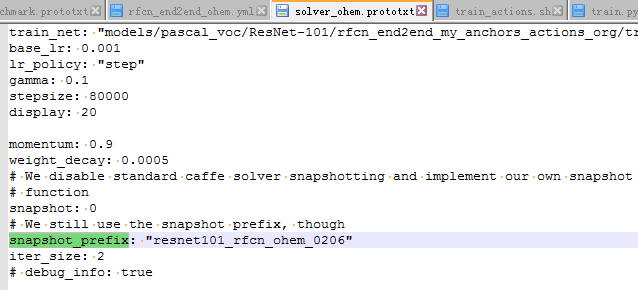 chmark.prototxt rfcn_end2end_ohem.yml solver_ohem.prototxt train_actions.sh train.py
train_net: "models/pascal_voc/ResNet-101/rfcn_end2end_my_anchors_actions_org/tr
base_lr: 0.001
lr_policy: "step"
gamma: 0.1
stepsize: 80000
display: 20
momentum: 0.9
weight_decay: 0.0005
# We disable standard caffe solver snapshotting and implement our own snapshot
# function
snapshot: 0
# We still use the snapshot prefix, though
snapshot_prefix: "resnet101_rfcn_ohem_0206"
iter_size: 2
# debug_info: true